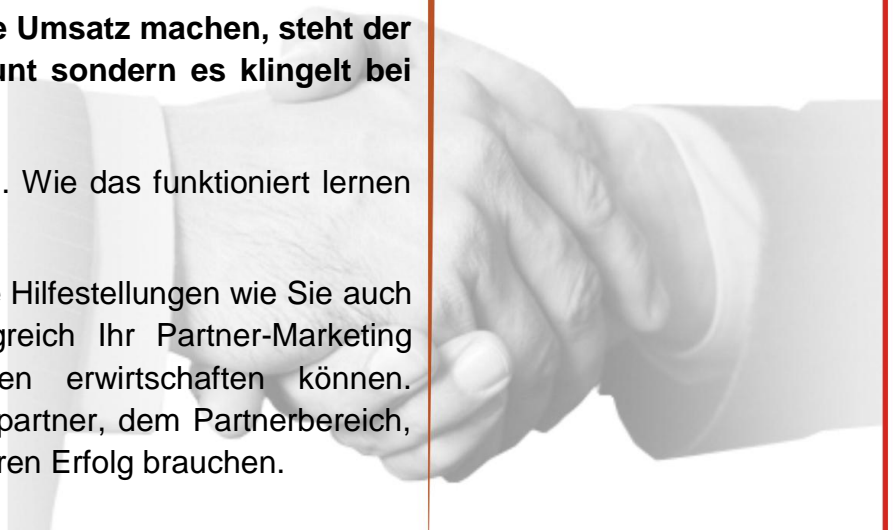 e Umsatz machen, steht der
unt sondern es klingelt bei
. Wie das funktioniert lernen
e Hilfestellungen wie Sie auch
greich Ihr Partner-Marketing
en erwirtschaften können.
partner, dem Partnerbereich,
ren Erfolg brauchen.